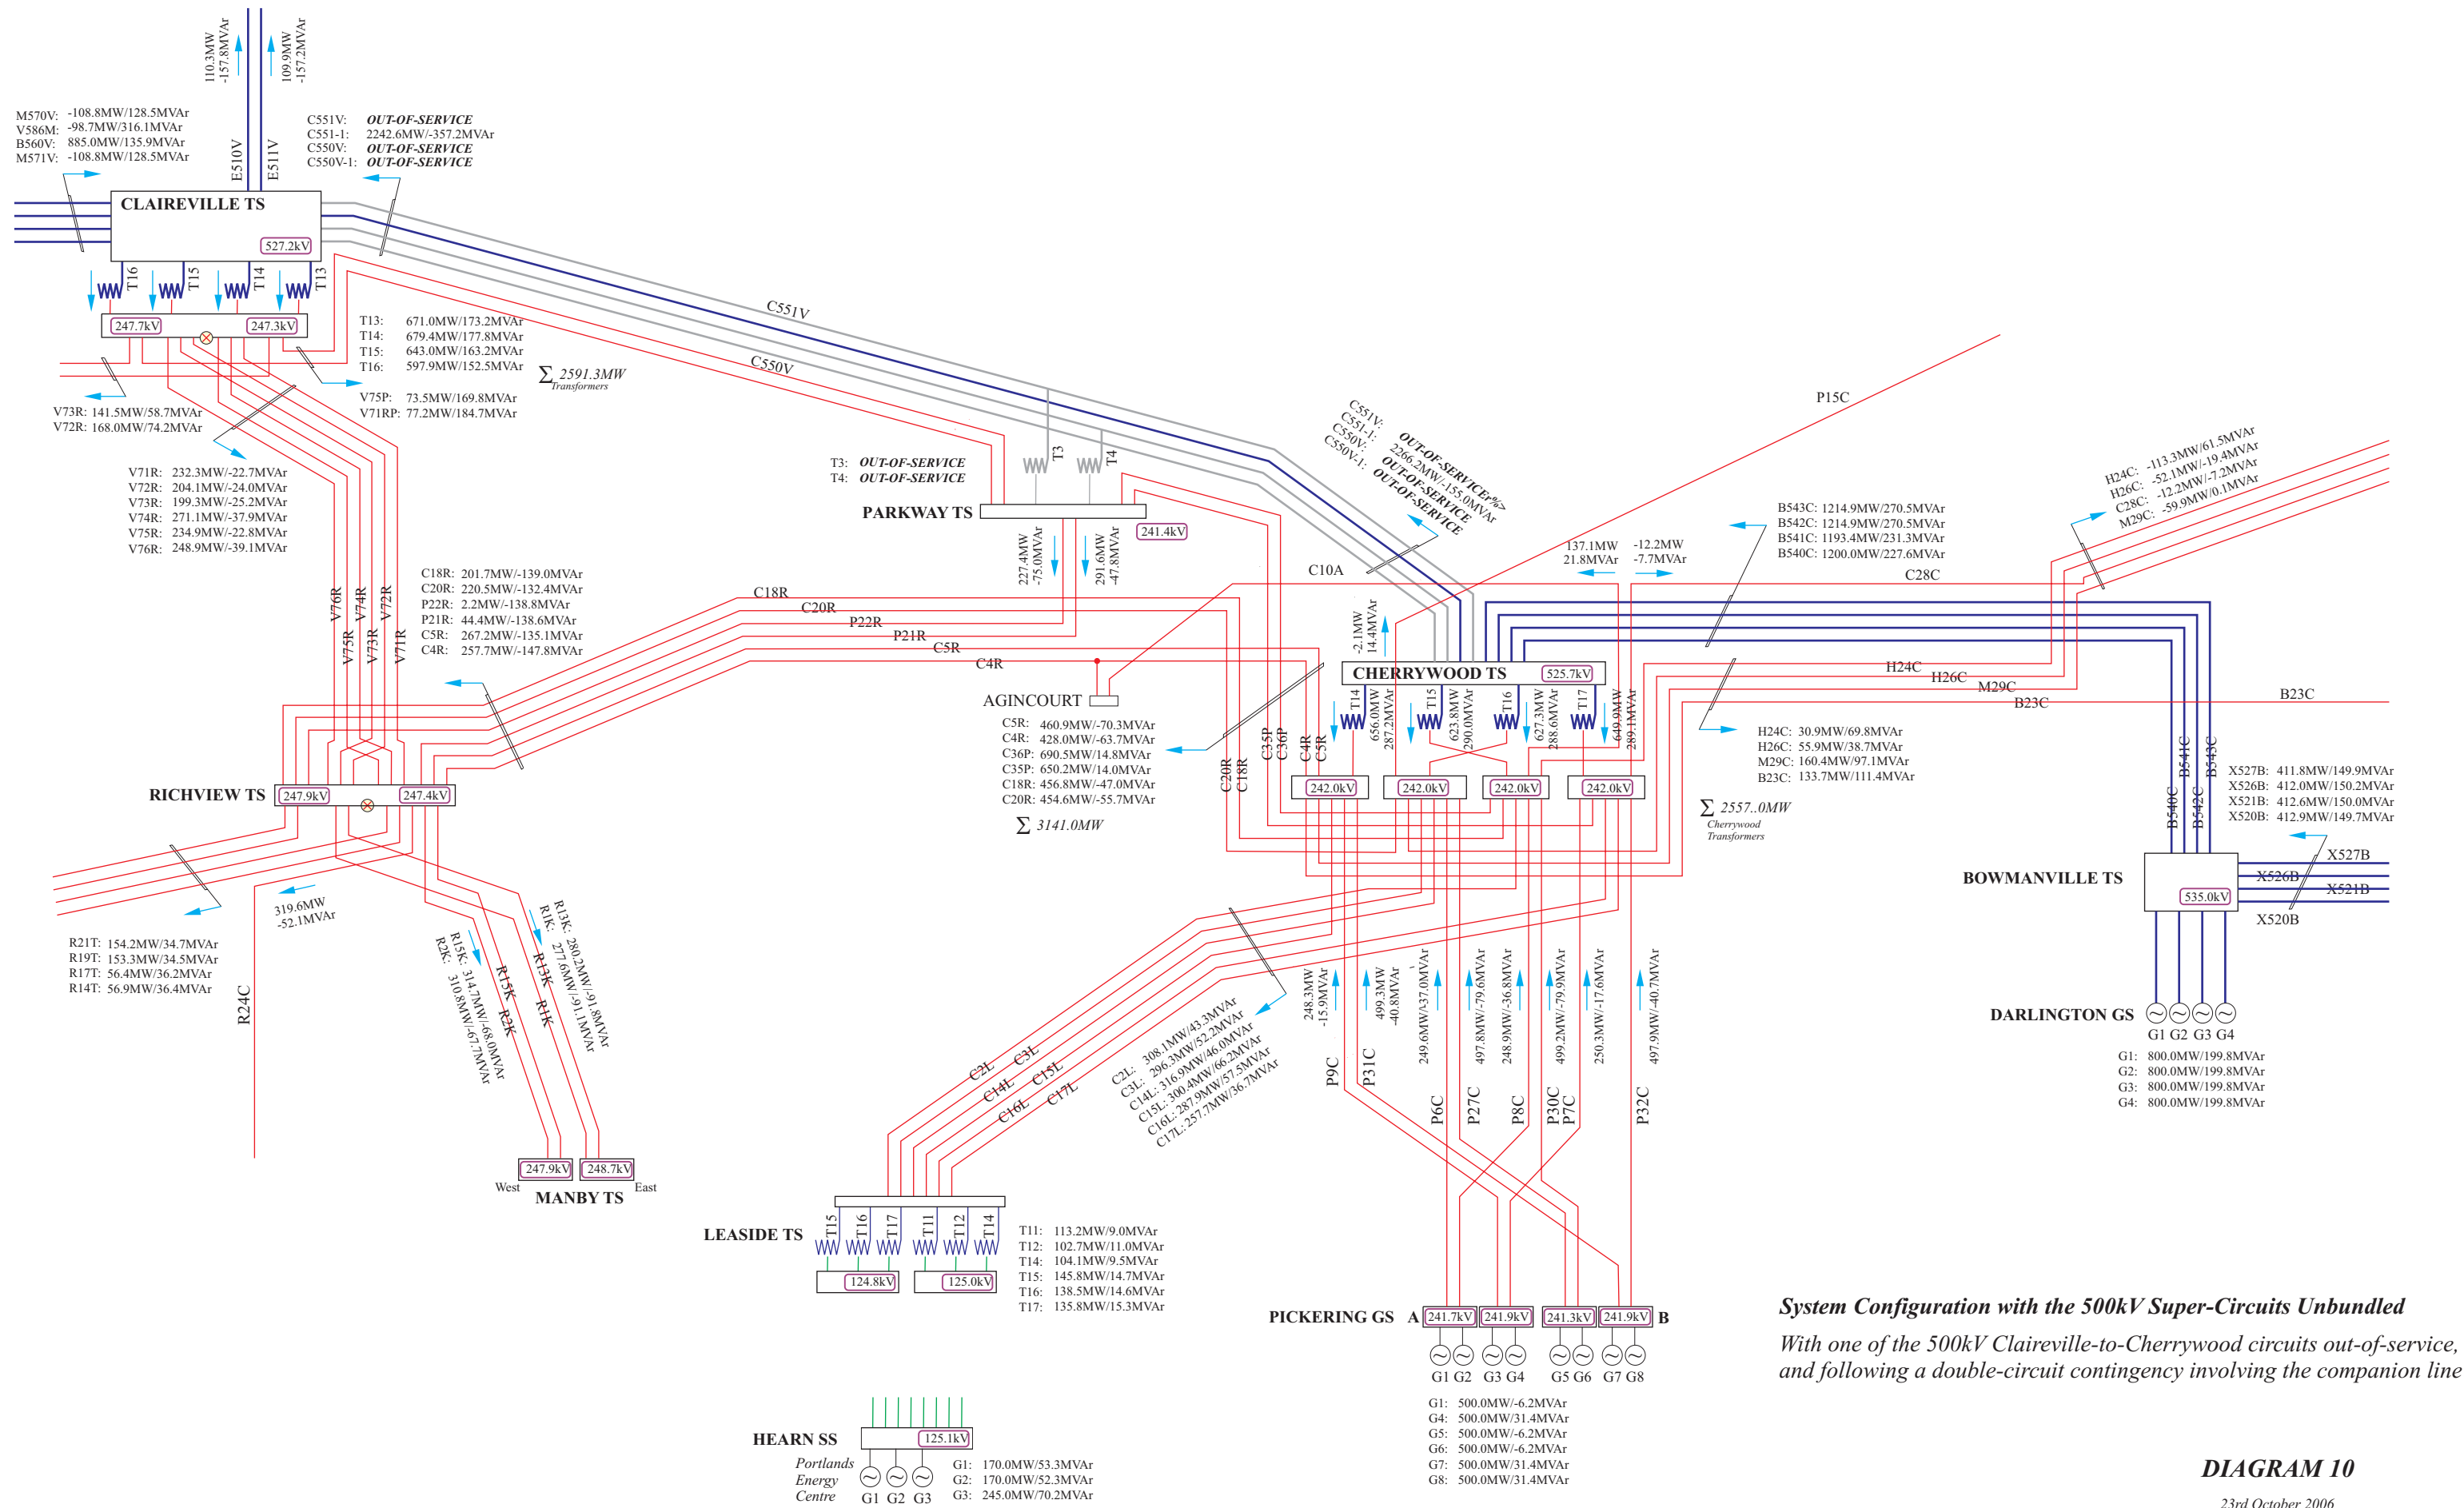 110.3MW
-157.8MVAr
109.9MW
-157.2MVAr
E510V
E511V
M570V: -108.8MW/128.5MVAr
V586M: -98.7MW/316.1MVAr
B560V: 885.0MW/135.9MVAr
M571V: -108.8MW/128.5MVAr
C551V: OUT-OF-SERVICE
C551-1: 2242.6MW/-357.2MVAr
C550V: OUT-OF-SERVICE
C550V-1: OUT-OF-SERVICE
CLAIREVILLE TS
527.2kV
T16
T15
T14
T13
247.7kV
247.3kV
T13: 671.0MW/173.2MVAr
T14: 679.4MW/177.8MVAr
T15: 643.0MW/163.2MVAr
T16: 597.9MW/152.5MVAr
Σ 2591.3MW
Transformers
V75P: 73.5MW/169.8MVAr
V71RP: 77.2MW/184.7MVAr
V73R: 141.5MW/58.7MVAr
V72R: 168.0MW/74.2MVAr
V71R: 232.3MW/-22.7MVAr
V72R: 204.1MW/-24.0MVAr
V73R: 199.3MW/-25.2MVAr
V74R: 271.1MW/-37.9MVAr
V75R: 234.9MW/-22.8MVAr
V76R: 248.9MW/-39.1MVAr
C551V
C550V
T3: OUT-OF-SERVICE
T4: OUT-OF-SERVICE
T3
T4
PARKWAY TS
241.4kV
227.4MW
-75.0MVAr
291.6MW
-47.8MVAr
C551V: OUT-OF-SERVICEr%>
C551-1: 2266.2MW/-155.0MVAr
C550V: OUT-OF-SERVICE
C550V-1: OUT-OF-SERVICE
P15C
H24C: -113.3MW/61.5MVAr
H26C: -52.1MW/-19.4MVAr
C28C: -12.2MW/-7.2MVAr
M29C: -59.9MW/0.1MVAr
B543C: 1214.9MW/270.5MVAr
B542C: 1214.9MW/270.5MVAr
B541C: 1193.4MW/231.3MVAr
B540C: 1200.0MW/227.6MVAr
137.1MW
21.8MVAr
-12.2MW
-7.7MVAr
C10A
C28C
C18R: 201.7MW/-139.0MVAr
C20R: 220.5MW/-132.4MVAr
P22R: 2.2MW/-138.8MVAr
P21R: 44.4MW/-138.6MVAr
C5R: 267.2MW/-135.1MVAr
C4R: 257.7MW/-147.8MVAr
V76R
V75R
V74R
V73R
V72R
V71R
C18R
C20R
P22R
P21R
C5R
C4R
-2.1MW
14.4MVAr
CHERRYWOOD TS
525.7kV
H24C
H26C
M29C
B23C
B23C
AGINCOURT
C5R: 460.9MW/-70.3MVAr
C4R: 428.0MW/-63.7MVAr
C36P: 690.5MW/14.8MVAr
C35P: 650.2MW/14.0MVAr
C18R: 456.8MW/-47.0MVAr
C20R: 454.6MW/-55.7MVAr
Σ 3141.0MW
C20R
C18R
C35P
C36P
C4R
C5R
T14
656.0MW
287.2MVAr
T15
623.8MW
290.0MVAr
T16
627.3MW
288.6MVAr
T17
649.9MW
289.1MVAr
242.0kV
242.0kV
242.0kV
242.0kV
H24C: 30.9MW/69.8MVAr
H26C: 55.9MW/38.7MVAr
M29C: 160.4MW/97.1MVAr
B23C: 133.7MW/111.4MVAr
Σ 2557..0MW
Cherrywood
Transformers
B540C
B541C
B542C
B543C
X527B: 411.8MW/149.9MVAr
X526B: 412.0MW/150.2MVAr
X521B: 412.6MW/150.0MVAr
X520B: 412.9MW/149.7MVAr
BOWMANVILLE TS
535.0kV
X527B
X526B
X521B
X520B
DARLINGTON GS
G1 G2 G3 G4
G1: 800.0MW/199.8MVAr
G2: 800.0MW/199.8MVAr
G3: 800.0MW/199.8MVAr
G4: 800.0MW/199.8MVAr
RICHVIEW TS
247.9kV
247.4kV
319.6MW
-52.1MVAr
R21T: 154.2MW/34.7MVAr
R19T: 153.3MW/34.5MVAr
R17T: 56.4MW/36.2MVAr
R14T: 56.9MW/36.4MVAr
R24C
R15K: 314.7MW/-68.0MVAr
R2K: 310.8MW/-67.7MVAr
R13K: 280.2MW/-91.8MVAr
R1K: 277.6MW/-91.1MVAr
R15K
R2K
R13K
R1K
247.9kV
248.7kV
West
East
MANBY TS
C2L
C3L
C14L
C15L
C16L
C17L
C2L: 308.1MW/43.3MVAr
C3L: 296.3MW/52.2MVAr
C14L: 316.9MW/46.0MVAr
C15L: 300.4MW/66.2MVAr
C16L: 287.9MW/57.5MVAr
C17L: 257.7MW/36.7MVAr
248.3MW
-15.9MVAr
499.3MW
-40.8MVAr
249.6MW/-37.0MVAr
497.8MW/-79.6MVAr
248.9MW/-36.8MVAr
499.2MW/-79.9MVAr
250.3MW/-17.6MVAr
497.9MW/-40.7MVAr
P9C
P31C
P6C
P27C
P8C
P30C
P7C
P32C
LEASIDE TS
T15
T16
T17
T11
T12
T14
124.8kV
125.0kV
T11: 113.2MW/9.0MVAr
T12: 102.7MW/11.0MVAr
T14: 104.1MW/9.5MVAr
T15: 145.8MW/14.7MVAr
T16: 138.5MW/14.6MVAr
T17: 135.8MW/15.3MVAr
PICKERING GS A
241.7kV
241.9kV
241.3kV
241.9kV
B
G1 G2 G3 G4 G5 G6 G7 G8
G1: 500.0MW/-6.2MVAr
G4: 500.0MW/31.4MVAr
G5: 500.0MW/-6.2MVAr
G6: 500.0MW/-6.2MVAr
G7: 500.0MW/31.4MVAr
G8: 500.0MW/31.4MVAr
HEARN SS
125.1kV
Portlands
Energy
Centre
G1 G2 G3
G1: 170.0MW/53.3MVAr
G2: 170.0MW/52.3MVAr
G3: 245.0MW/70.2MVAr
System Configuration with the 500kV Super-Circuits Unbundled
With one of the 500kV Claireville-to-Cherrywood circuits out-of-service,
and following a double-circuit contingency involving the companion line
DIAGRAM 10
23rd October 2006